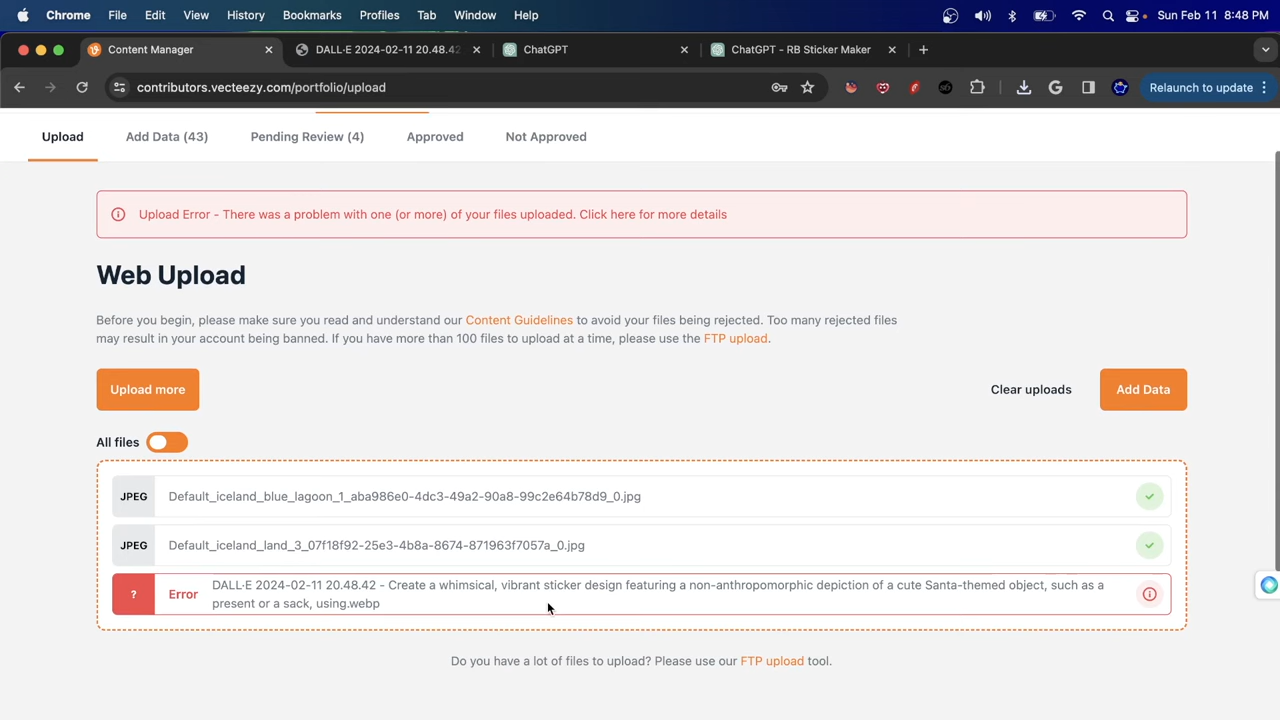 Chrome File Edit View History Bookmarks Profiles Tab Window Help Sun Feb 11 8:48 PM
Content Manager DALL·E 2024-02-11 20.48.42 ChatGPT ChatGPT - RB Sticker Maker
contributors.vecteezy.com/portfolio/upload Relaunch to update
Upload Add Data (43) Pending Review (4) Approved Not Approved
Upload Error - There was a problem with one (or more) of your files uploaded. Click here for more details
Web Upload
Before you begin, please make sure you read and understand our Content Guidelines to avoid your files being rejected. Too many rejected files
may result in your account being banned. If you have more than 100 files to upload at a time, please use the FTP upload.
Upload more Clear uploads Add Data
All files
JPEG Default_iceland_blue_lagoon_1_aba986e0-4dc3-49a2-90a8-99c2e64b78d9_0.jpg
JPEG Default_iceland_land_3_07f18f92-25e3-4b8a-8674-871963f7057a_0.jpg
? Error DALL·E 2024-02-11 20.48.42 - Create a whimsical, vibrant sticker design featuring a non-anthropomorphic depiction of a cute Santa-themed object, such as a
present or a sack, using.webp
Do you have a lot of files to upload? Please use our FTP upload tool.